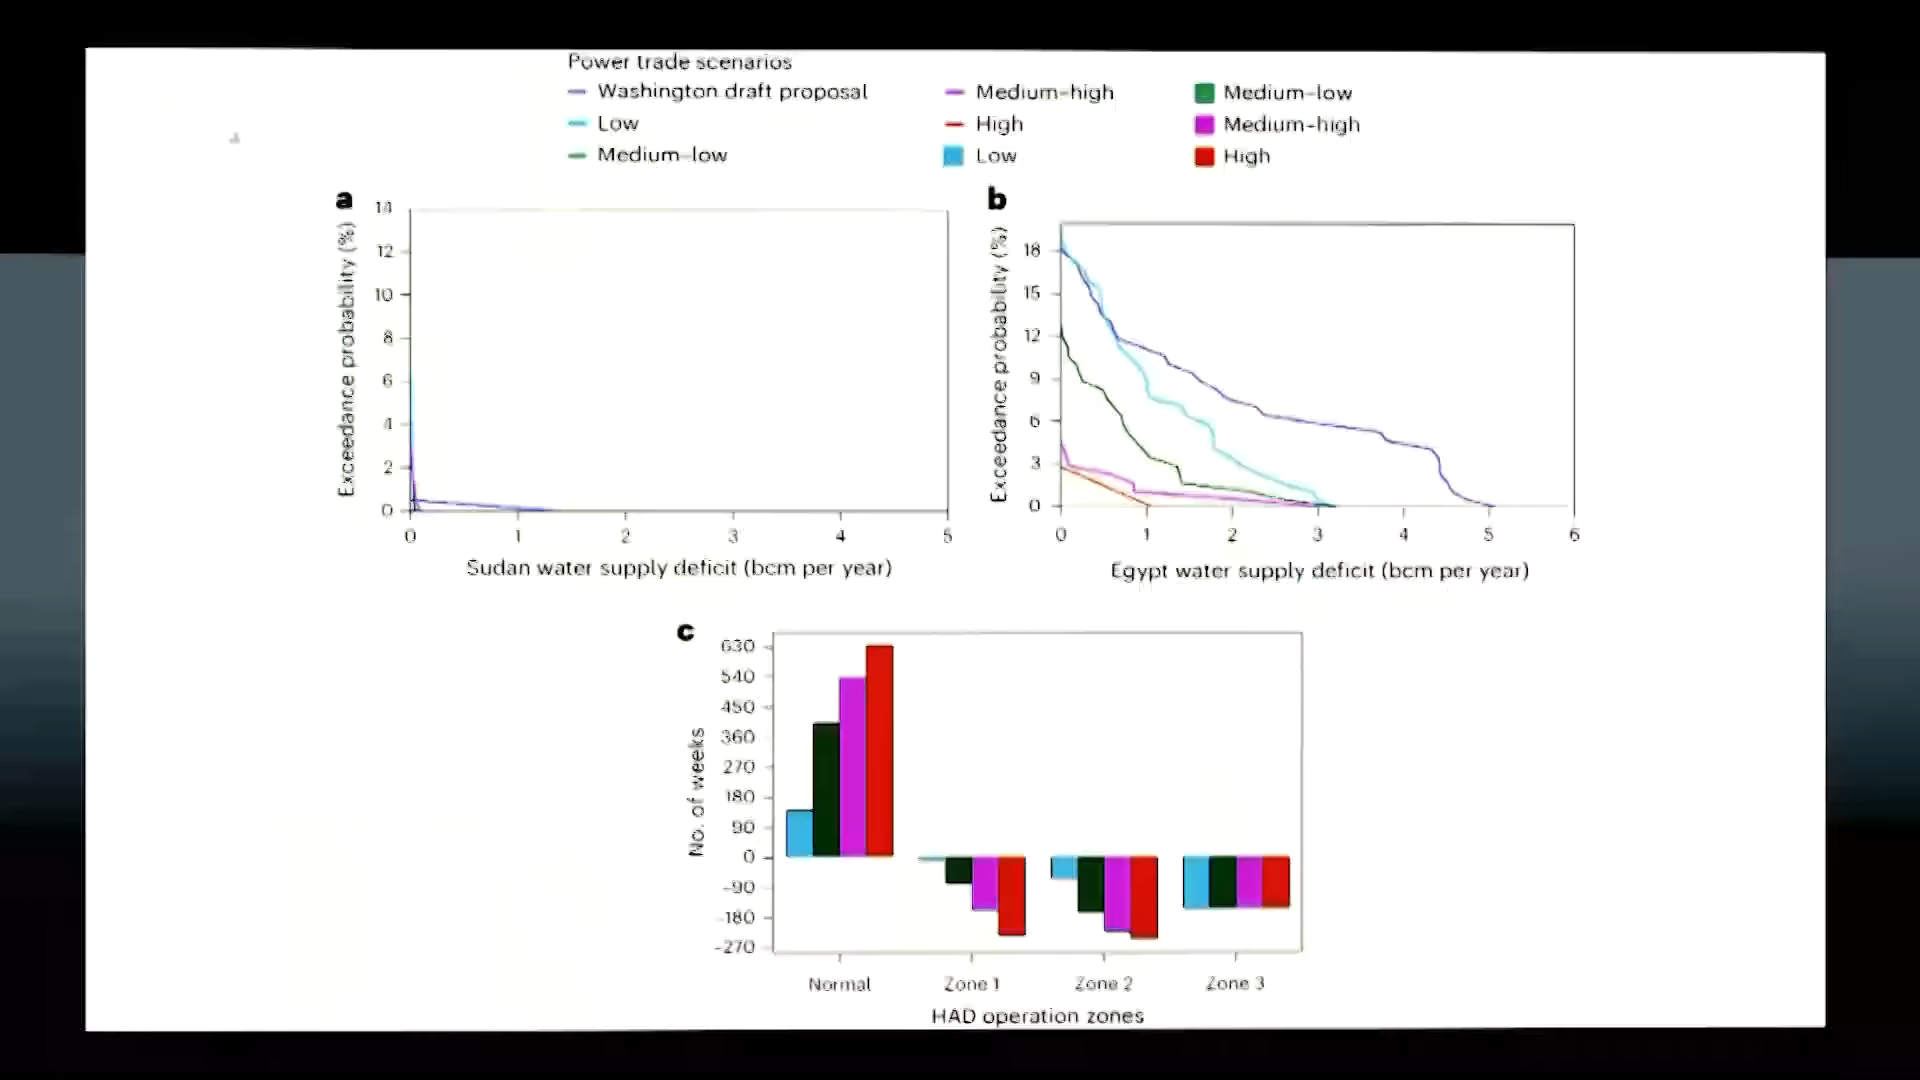 Power trade scenarios
Washington draft proposal
Low
Medium-low
Medium-high
High
Low
Medium-low
Medium-high
High
a
14
12
10
8
6
4
2
0
Exceedance probability (%)
0 1 2 3 4 5
Sudan water supply deficit (bcm per year)
b
18
15
12
9
6
3
0
Exceedance probability (%)
0 1 2 3 4 5 6
Egypt water supply deficit (bcm per year)
c
630
540
450
360
270
180
90
0
-90
-180
-270
No. of weeks
Normal Zone 1 Zone 2 Zone 3
HAD operation zones